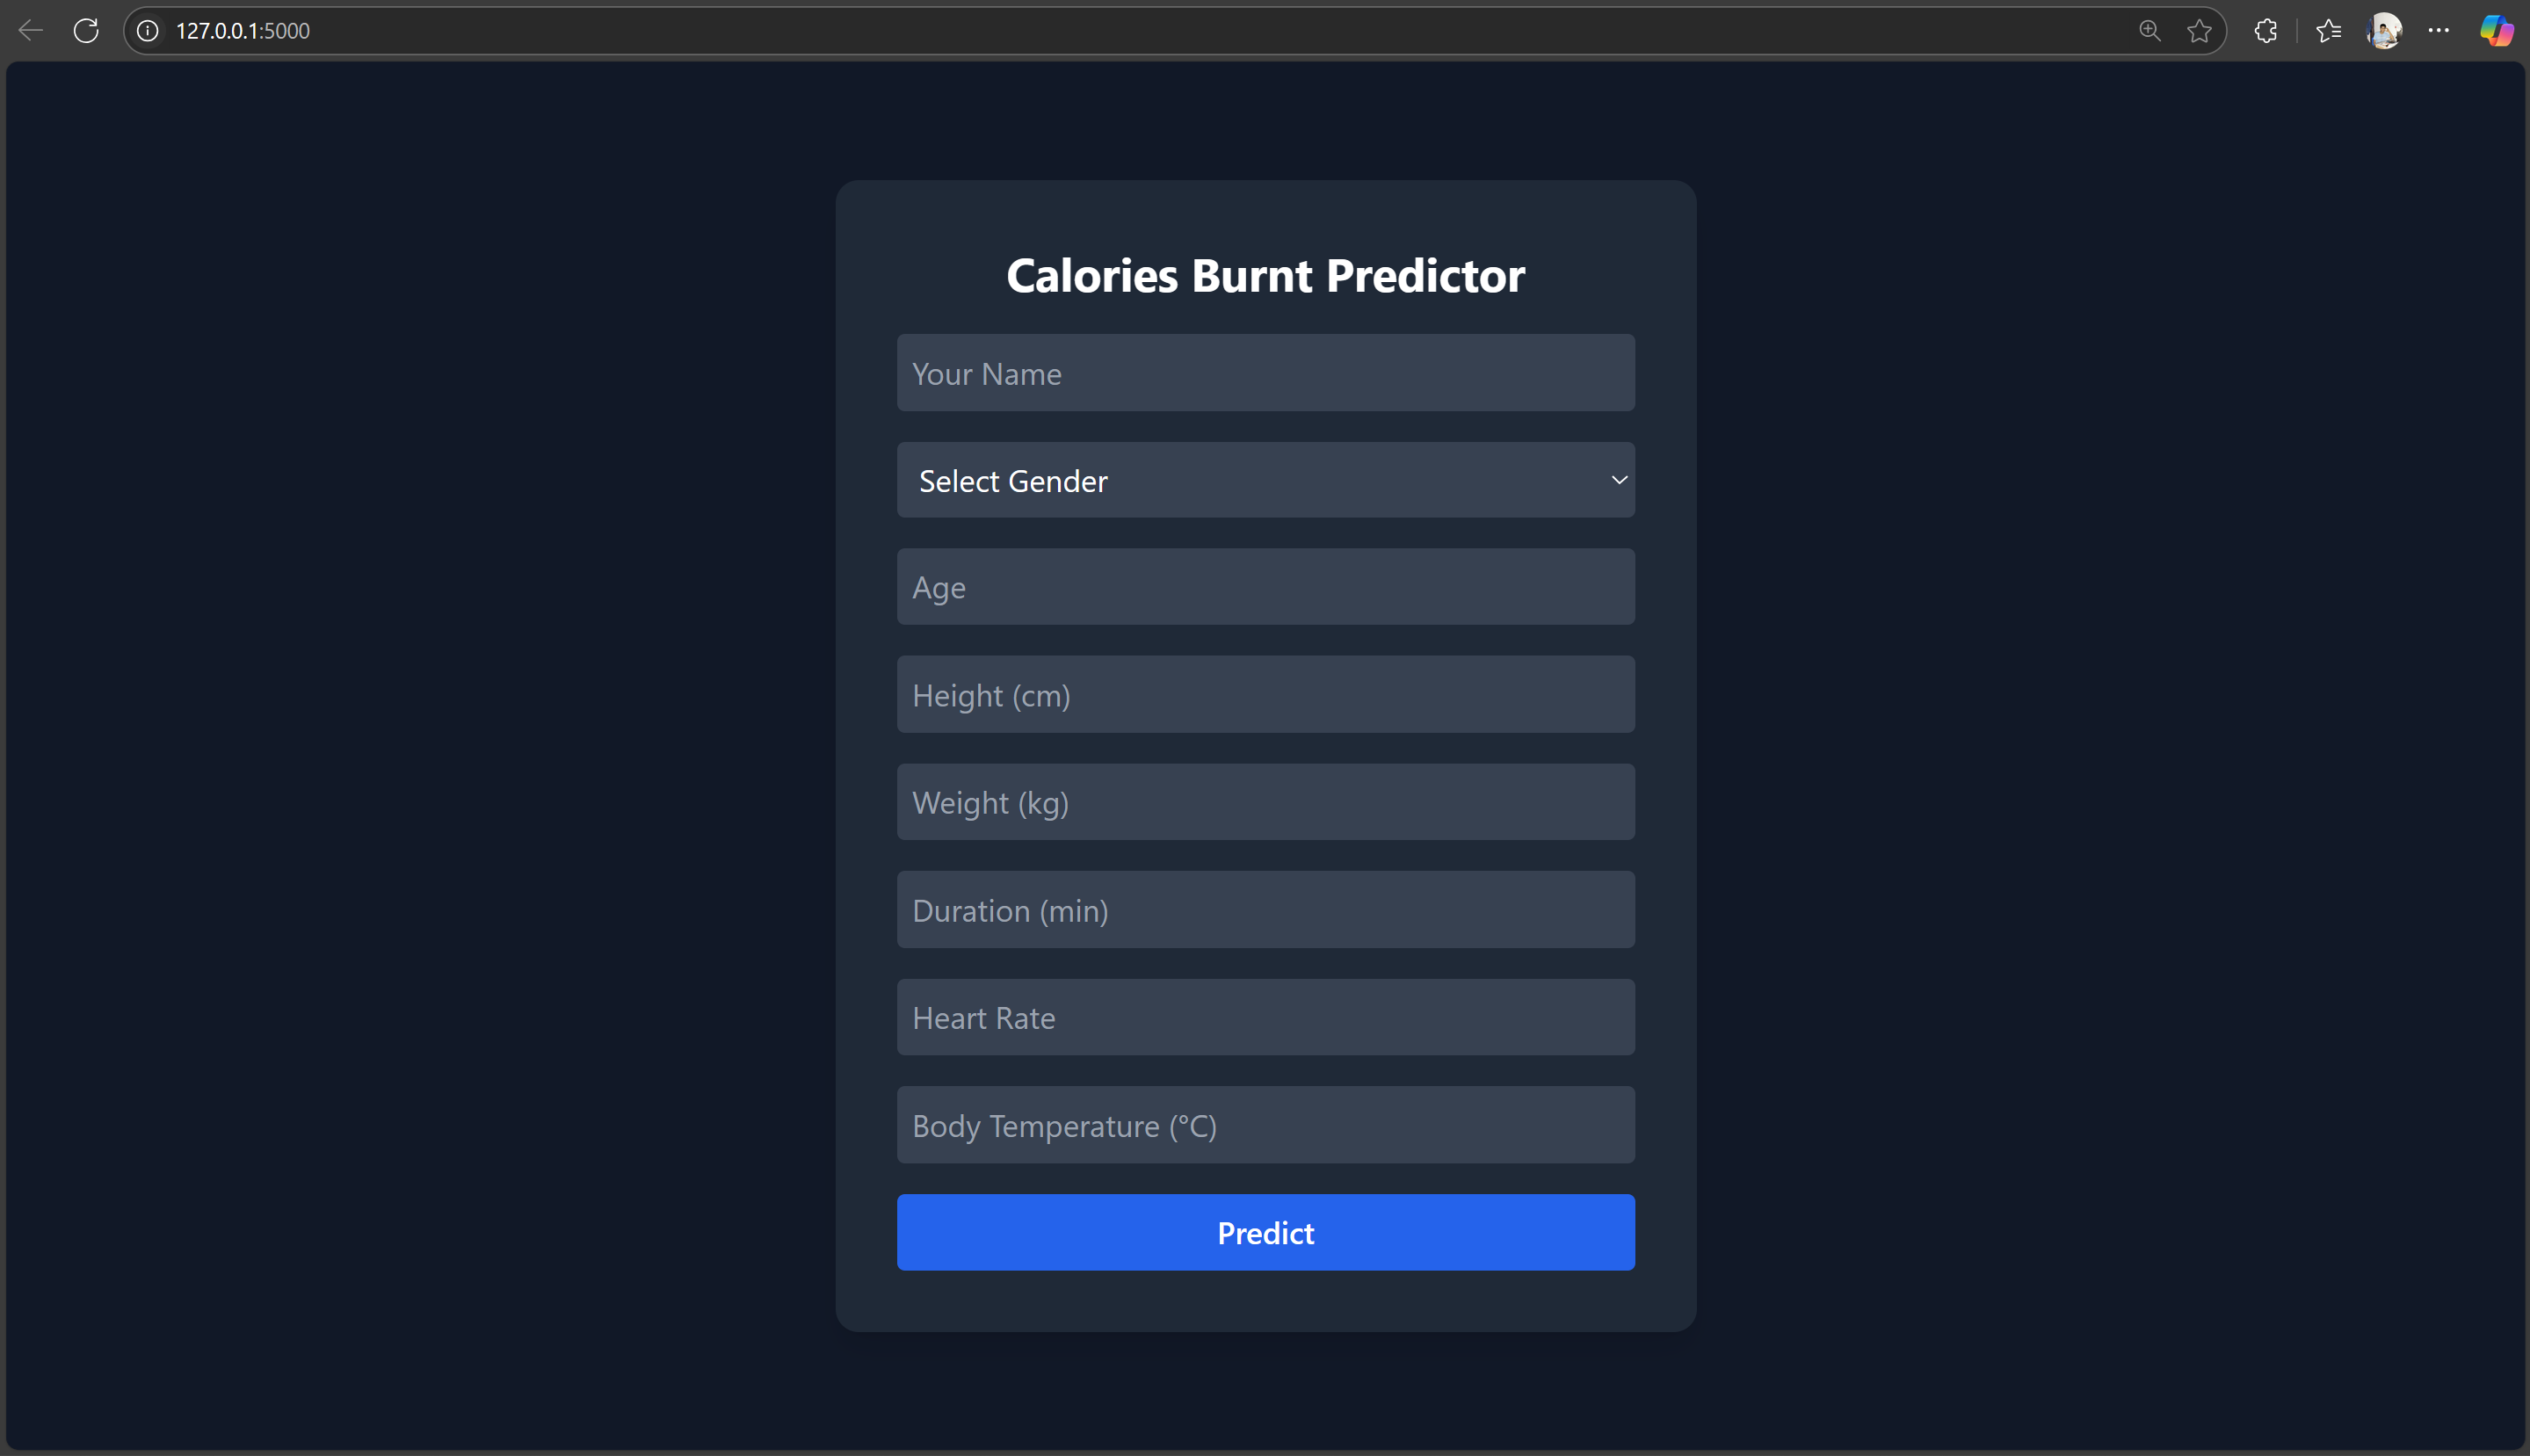 127.0.0.1:5000
Calories Burnt Predictor
Your Name
Select Gender
Age
Height (cm)
Weight (kg)
Duration (min)
Heart Rate
Body Temperature (°C)
Predict